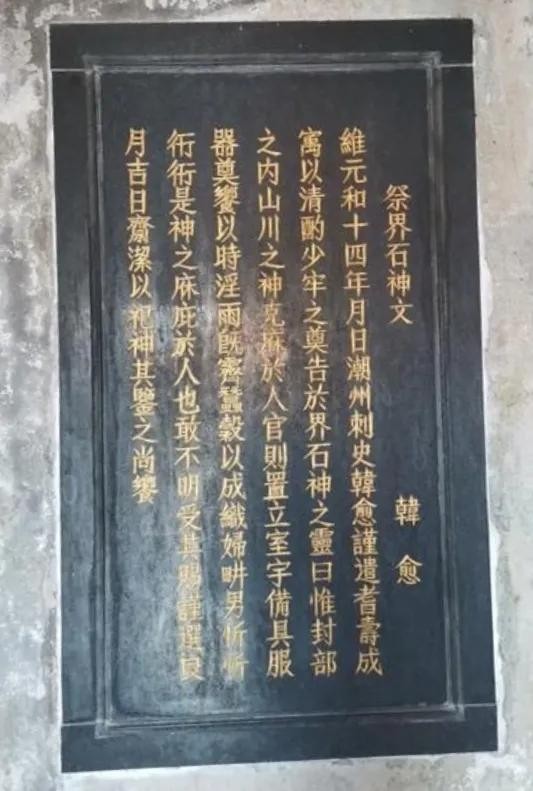 祭界石神文 韓愈
維元和十四年月日潮州刺史韓愈謹遣耆壽成
寓以清酌少牢之奠告於界石神之靈曰惟封部
之内山川之神克庥於人官則置立室宇備具服
器奠饗以時淫雨旣霽蠶穀以成織婦耕男忻忻
衎衎是神之庥庇於人也敢不明受其賜謹選良
月吉日齋潔以祀神其鑒之尚饗